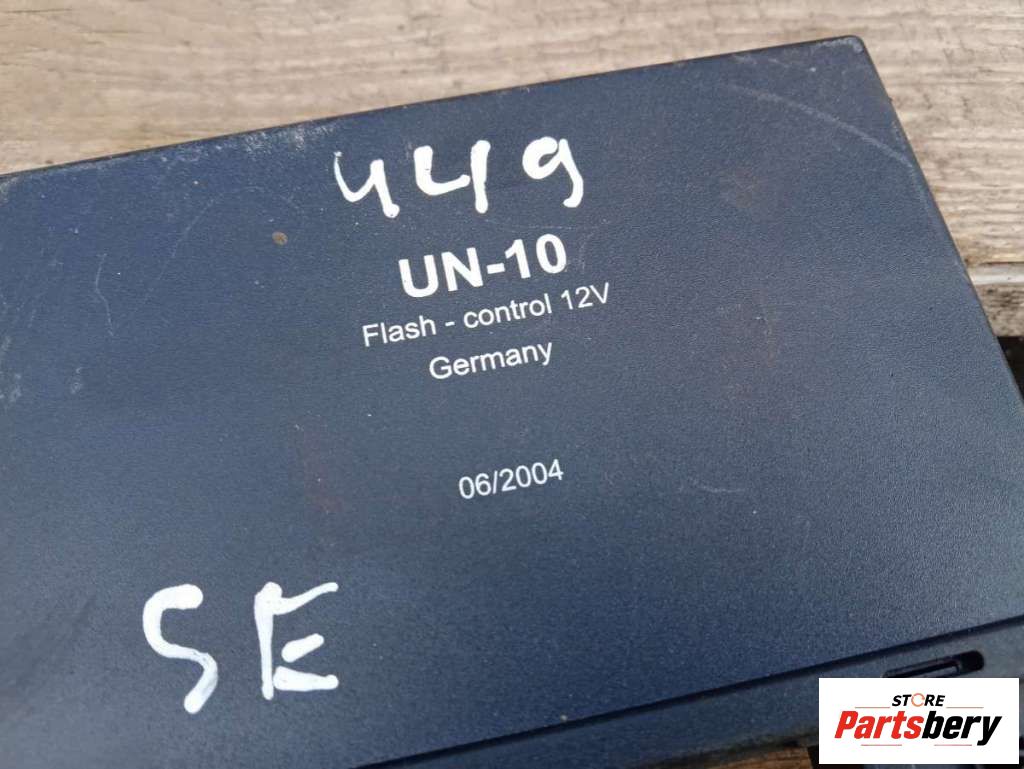 449
UN-10
Flash - control 12V
Germany
06/2004
SE
STORE
Partsbery